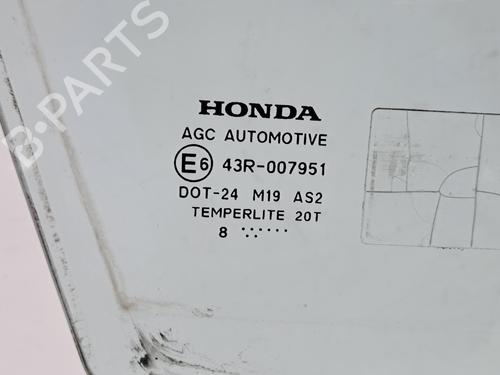 B-PARTS
HONDA
AGC AUTOMOTIVE
E6 43R-007951
DOT-24 M19 AS2
TEMPERLITE 20T
8 ......